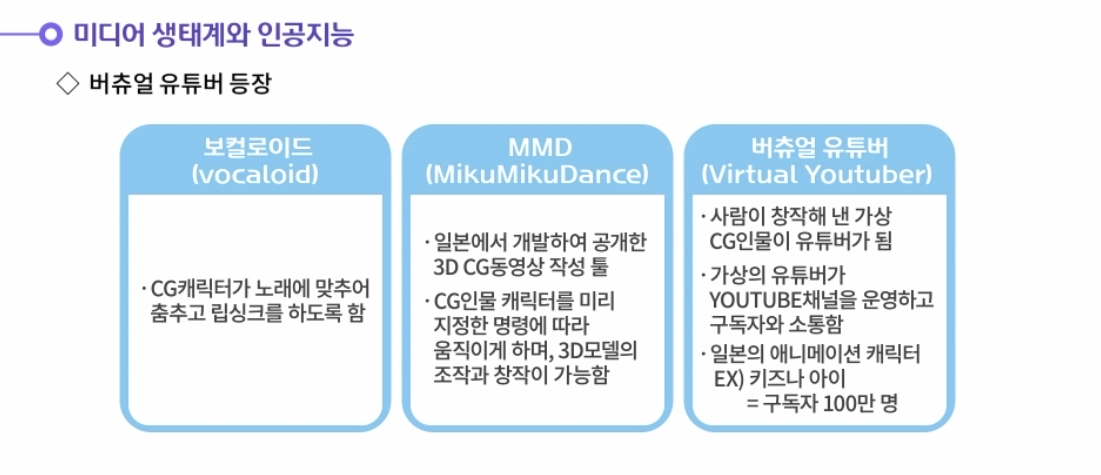 미디어 생태계와 인공지능
◇ 버츄얼 유튜버 등장
보컬로이드
(vocaloid)
· CG캐릭터가 노래에 맞추어
춤추고 립싱크를 하도록 함
MMD
(MikuMikuDance)
· 일본에서 개발하여 공개한
3D CG동영상 작성 툴
· CG인물 캐릭터를 미리
지정한 명령에 따라
움직이게 하며, 3D모델의
조작과 창작이 가능함
버츄얼 유튜버
(Virtual Youtuber)
· 사람이 창작해 낸 가상
CG인물이 유튜버가 됨
· 가상의 유튜버가
YOUTUBE채널을 운영하고
구독자와 소통함
· 일본의 애니메이션 캐릭터
EX) 키즈나 아이
= 구독자 100만 명